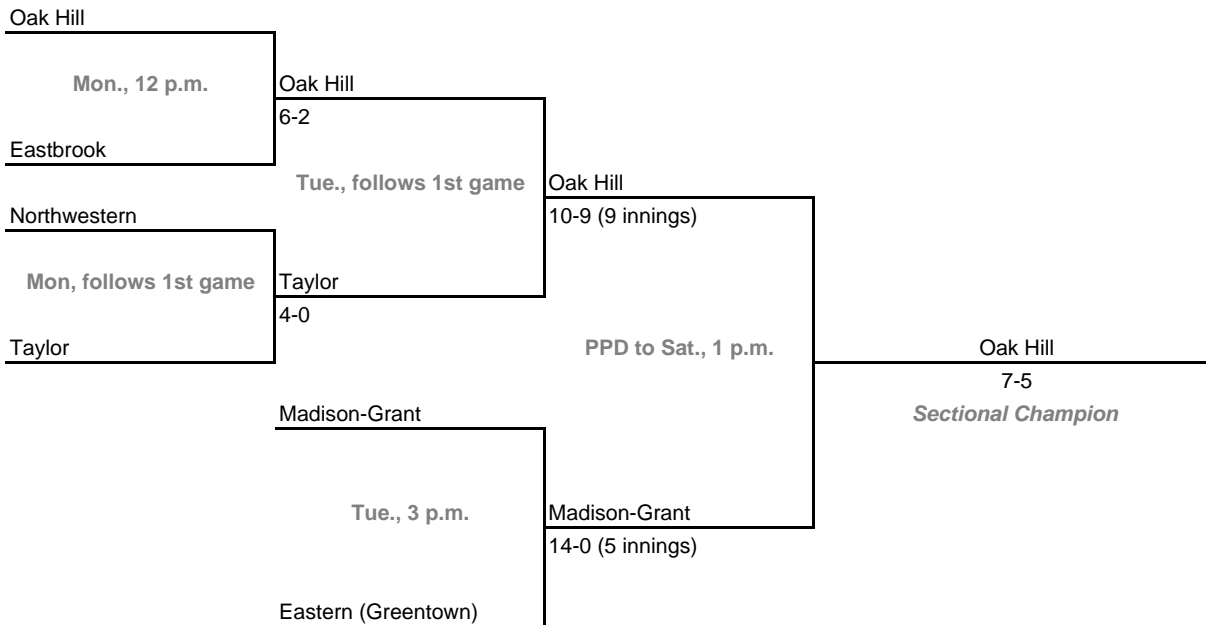 Oak Hill
Mon., 12 p.m.
Oak Hill
6-2
Eastbrook
Tue., follows 1st game
Oak Hill
Northwestern
10-9 (9 innings)
Mon, follows 1st game
Taylor
4-0
Taylor
PPD to Sat., 1 p.m.
Oak Hill
7-5
Madison-Grant
Sectional Champion
Tue., 3 p.m.
Madison-Grant
14-0 (5 innings)
Eastern (Greentown)